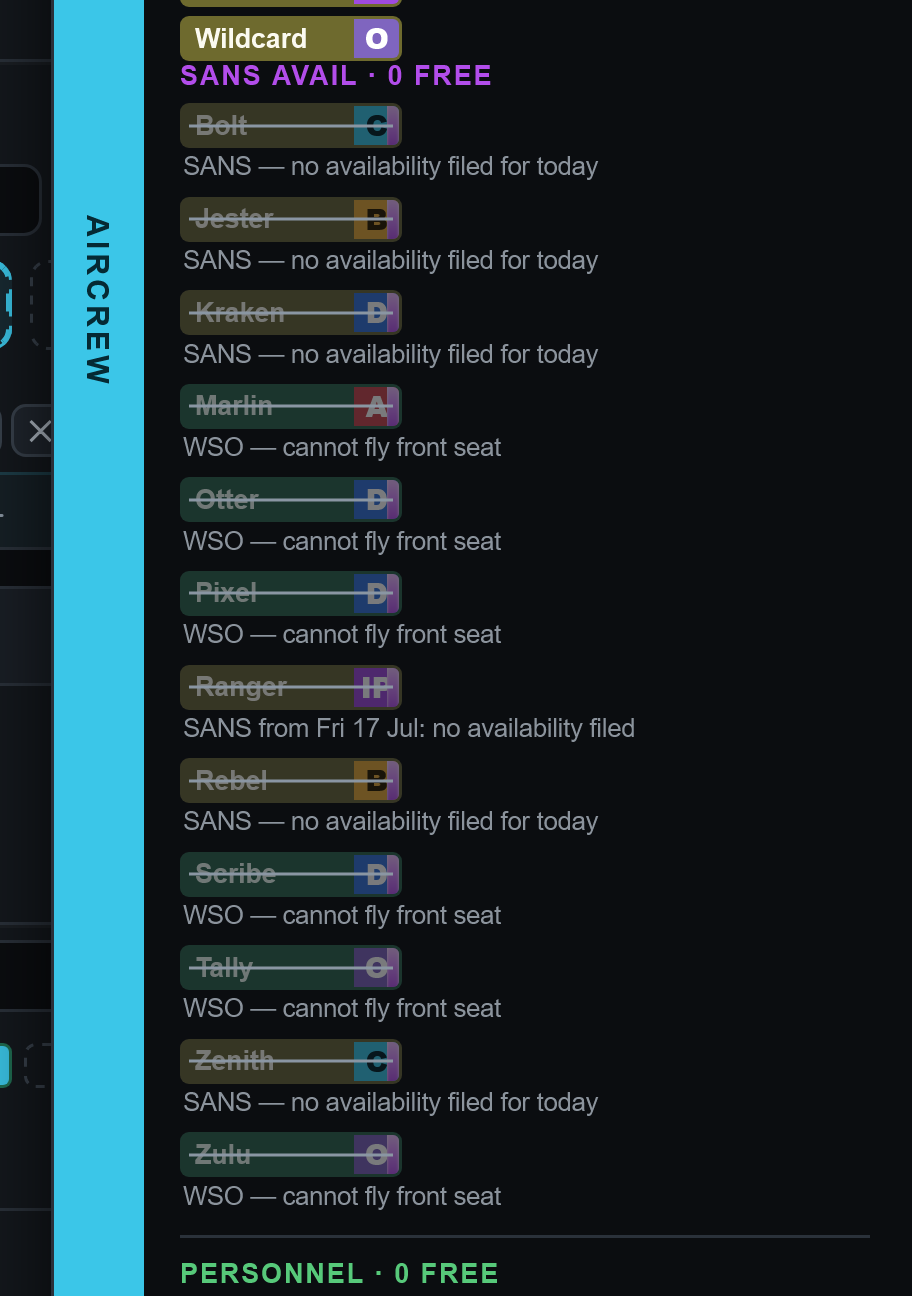 Wildcard O
SANS AVAIL · 0 FREE
Bolt C
SANS — no availability filed for today
Jester B
SANS — no availability filed for today
Kraken D
SANS — no availability filed for today
Marlin A
WSO — cannot fly front seat
Otter D
WSO — cannot fly front seat
Pixel D
WSO — cannot fly front seat
Ranger IP
SANS from Fri 17 Jul: no availability filed
Rebel B
SANS — no availability filed for today
Scribe D
WSO — cannot fly front seat
Tally O
WSO — cannot fly front seat
Zenith C
SANS — no availability filed for today
Zulu O
WSO — cannot fly front seat
PERSONNEL · 0 FREE
AIRCREW